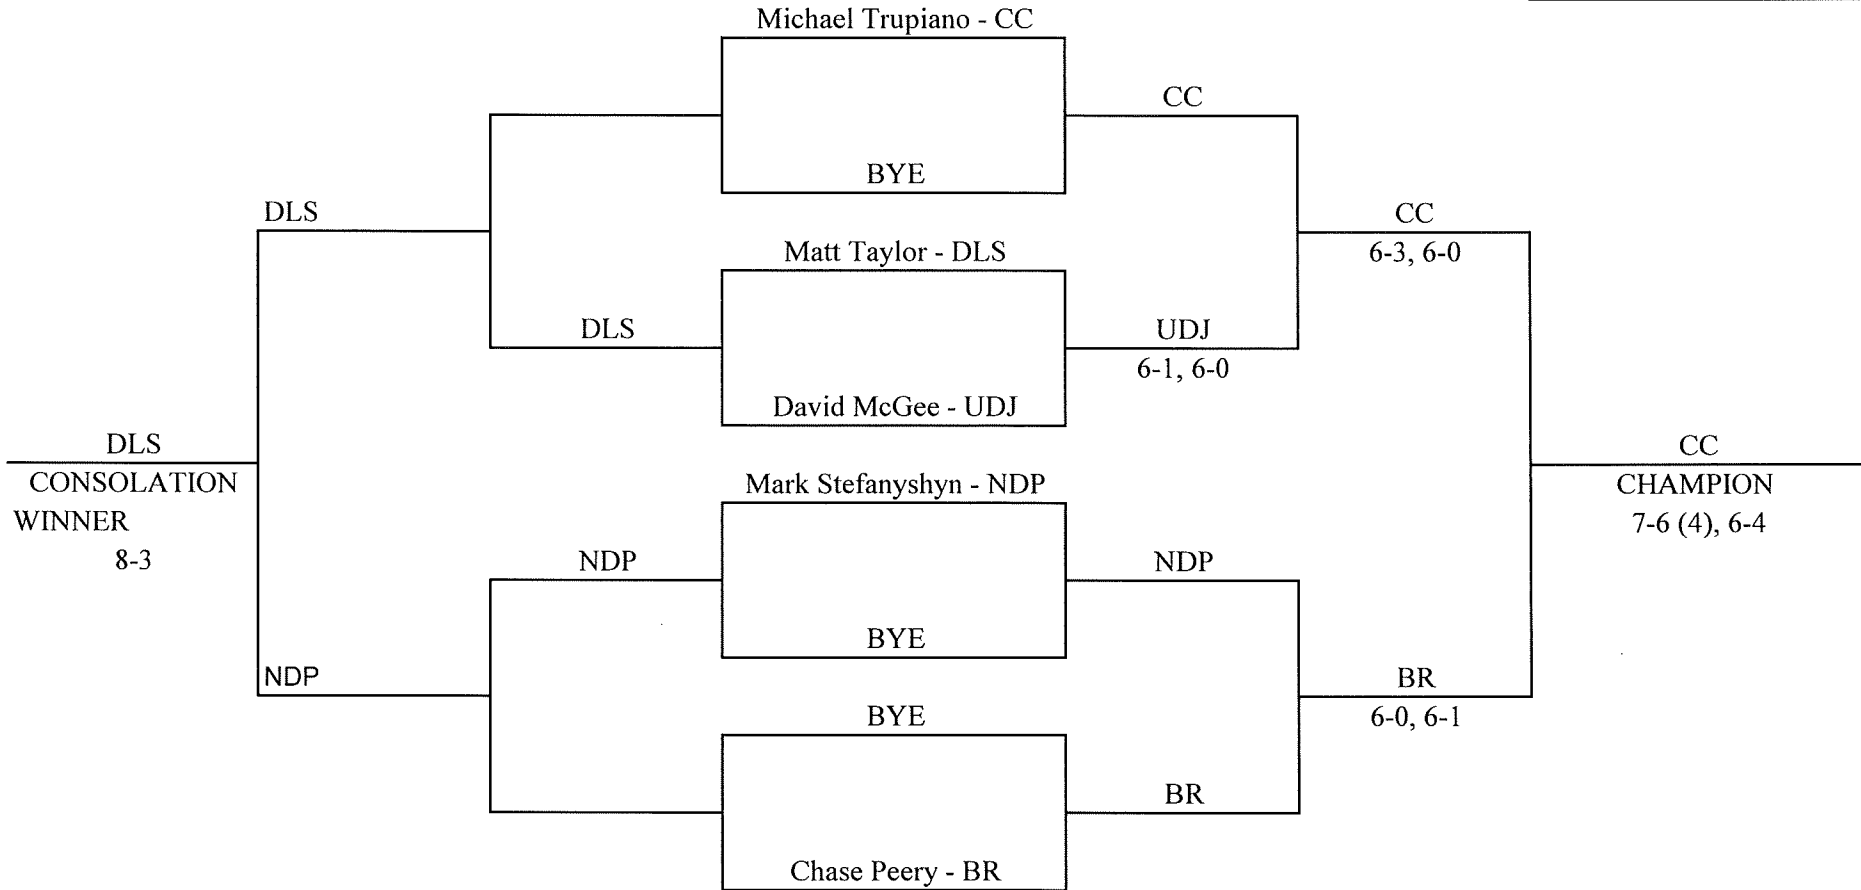 Michael Trupiano - CC
CC
BYE
DLS
CC
6-3, 6-0
Matt Taylor - DLS
DLS
UDJ
6-1, 6-0
David McGee - UDJ
DLS
CONSOLATION
WINNER
8-3
CC
CHAMPION
7-6 (4), 6-4
Mark Stefanyshyn - NDP
NDP
NDP
BYE
NDP
BR
6-0, 6-1
BYE
BR
Chase Peery - BR